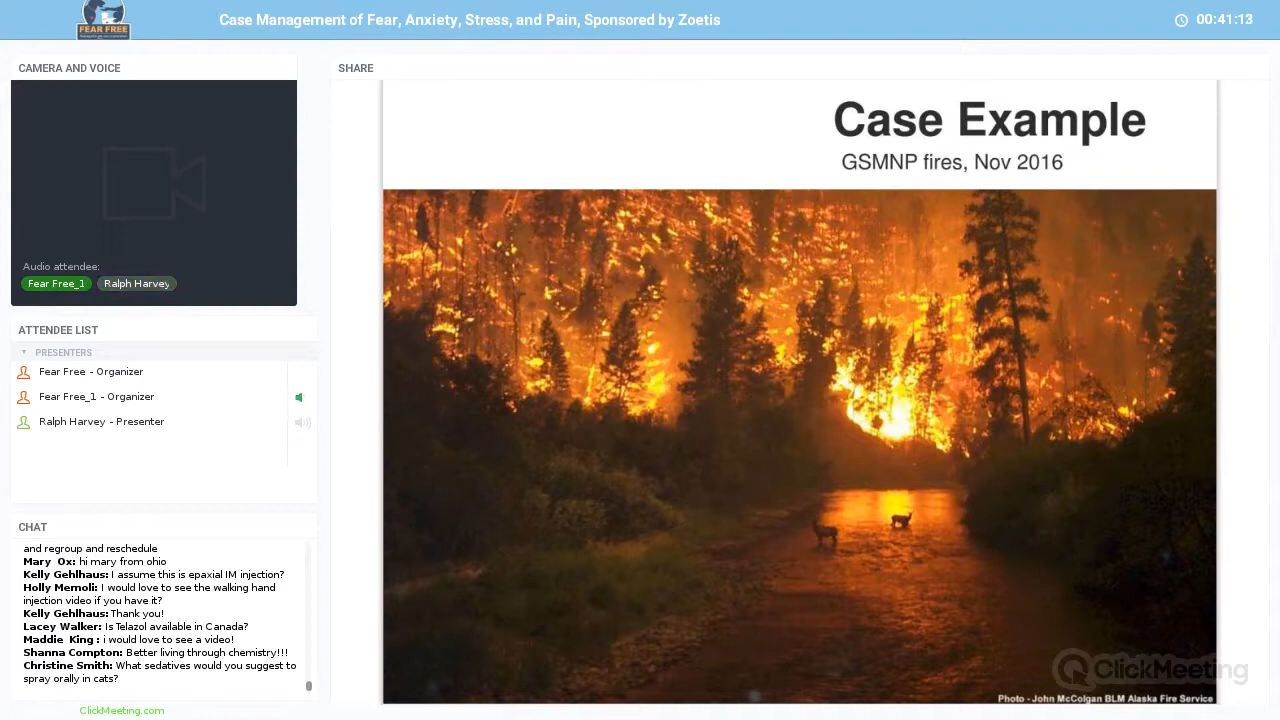 FEAR FREE
Case Management of Fear, Anxiety, Stress, and Pain, Sponsored by Zoetis
00:41:13
CAMERA AND VOICE
Audio attendee:
Fear Free_1
Ralph Harvey
ATTENDEE LIST
PRESENTERS
Fear Free - Organizer
Fear Free_1 - Organizer
Ralph Harvey - Presenter
CHAT
and regroup and reschedule
Mary Ox: hi mary from ohio
Kelly Gehlhaus: I assume this is epaxial IM injection?
Holly Memoli: I would love to see the walking hand
injection video if you have it?
Kelly Gehlhaus: Thank you!
Lacey Walker: Is Telazol available in Canada?
Maddie King : i would love to see a video!
Shanna Compton: Better living through chemistry!!!
Christine Smith: What sedatives would you suggest to
spray orally in cats?
ClickMeeting.com
SHARE
Case Example
GSMNP fires, Nov 2016
ClickMeeting
Photo - John McColgan BLM Alaska Fire Service